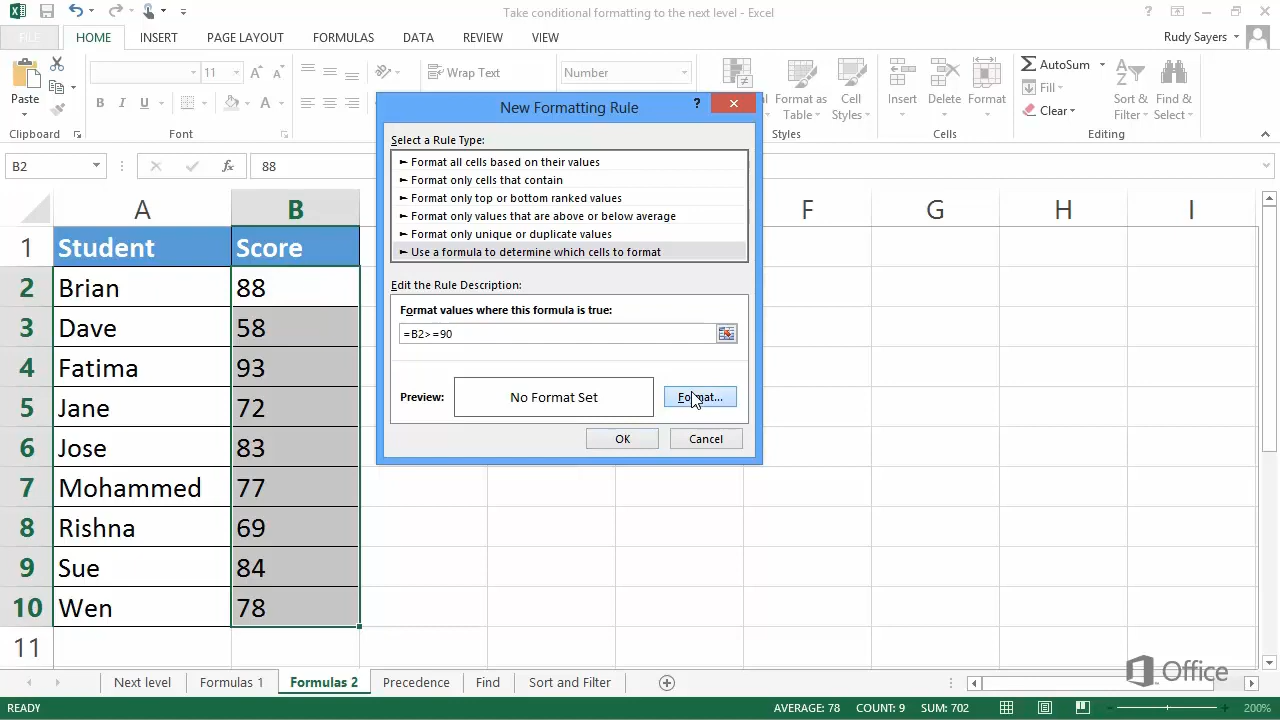 Take conditional formatting to the next level - Excel
FILE HOME INSERT PAGE LAYOUT FORMULAS DATA REVIEW VIEW Rudy Sayers
Paste
Clipboard
11
B I U A
Font
Wrap Text
Number
Format as Table
Cell Styles
Styles
Insert Delete Format
Cells
AutoSum
Fill
Clear
Sort & Filter
Find & Select
Editing
B2 fx 88
New Formatting Rule
Select a Rule Type:
► Format all cells based on their values
► Format only cells that contain
► Format only top or bottom ranked values
► Format only values that are above or below average
► Format only unique or duplicate values
► Use a formula to determine which cells to format
Edit the Rule Description:
Format values where this formula is true:
=B2>=90
Preview: No Format Set Format...
OK Cancel
A B F G H I
1 Student Score
2 Brian 88
3 Dave 58
4 Fatima 93
5 Jane 72
6 Jose 83
7 Mohammed 77
8 Rishna 69
9 Sue 84
10 Wen 78
11
Office
Next level Formulas 1 Formulas 2 Precedence Find Sort and Filter
READY AVERAGE: 78 COUNT: 9 SUM: 702 200%